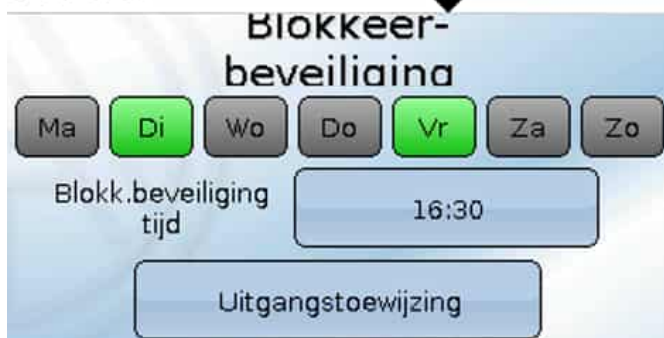 Blokkeer-
beveiliging
Ma Di Wo Do Vr Za Zo
Blokk.beveiliging
tijd
16:30
Uitgangstoewijzing